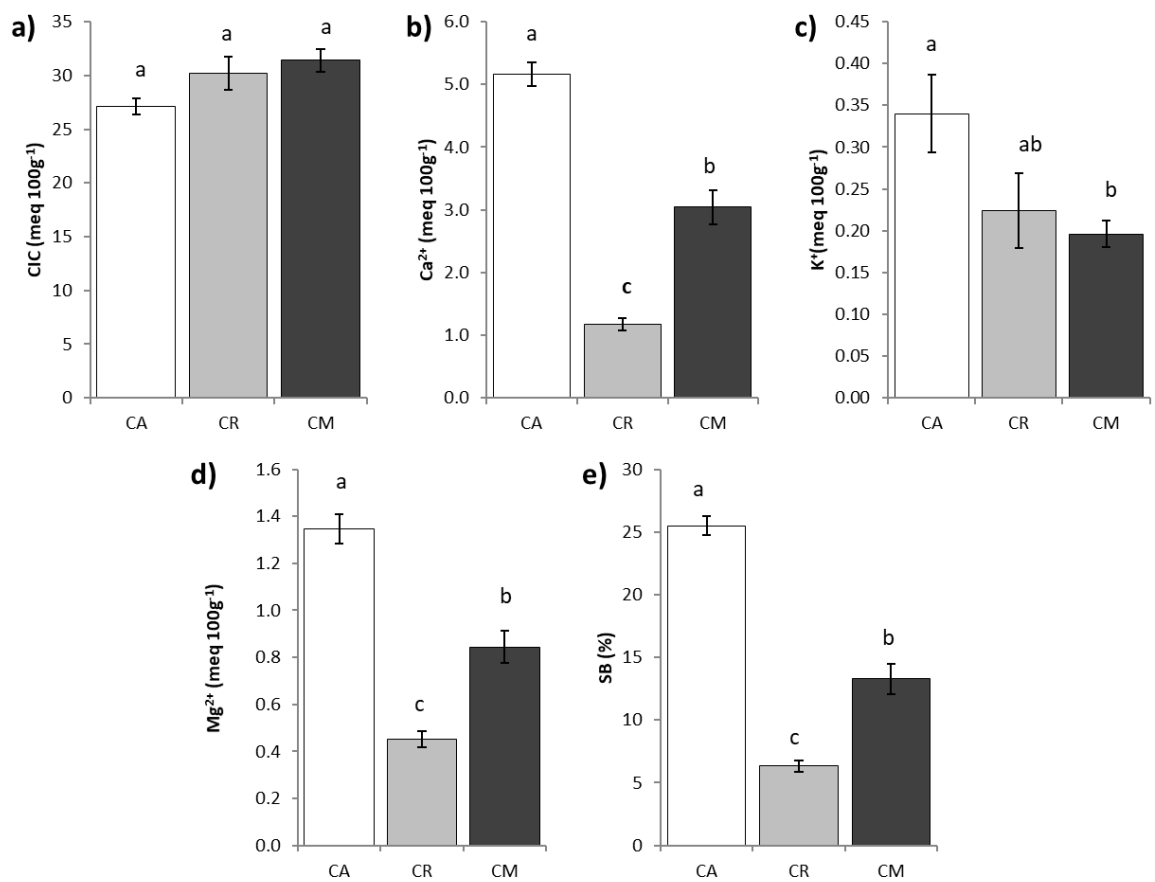 a)
CIC (meq 100g⁻¹)
35
30
25
20
15
10
5
0
a
a
a
CA CR CM
b)
Ca²⁺ (meq 100g⁻¹)
6.0
5.0
4.0
3.0
2.0
1.0
0.0
a
c
b
CA CR CM
c)
K⁺(meq 100g⁻¹)
0.45
0.40
0.35
0.30
0.25
0.20
0.15
0.10
0.05
0.00
a
ab
b
CA CR CM
d)
Mg²⁺ (meq 100g⁻¹)
1.6
1.4
1.2
1.0
0.8
0.6
0.4
0.2
0.0
a
c
b
CA CR CM
e)
SB (%)
30
25
20
15
10
5
0
a
c
b
CA CR CM